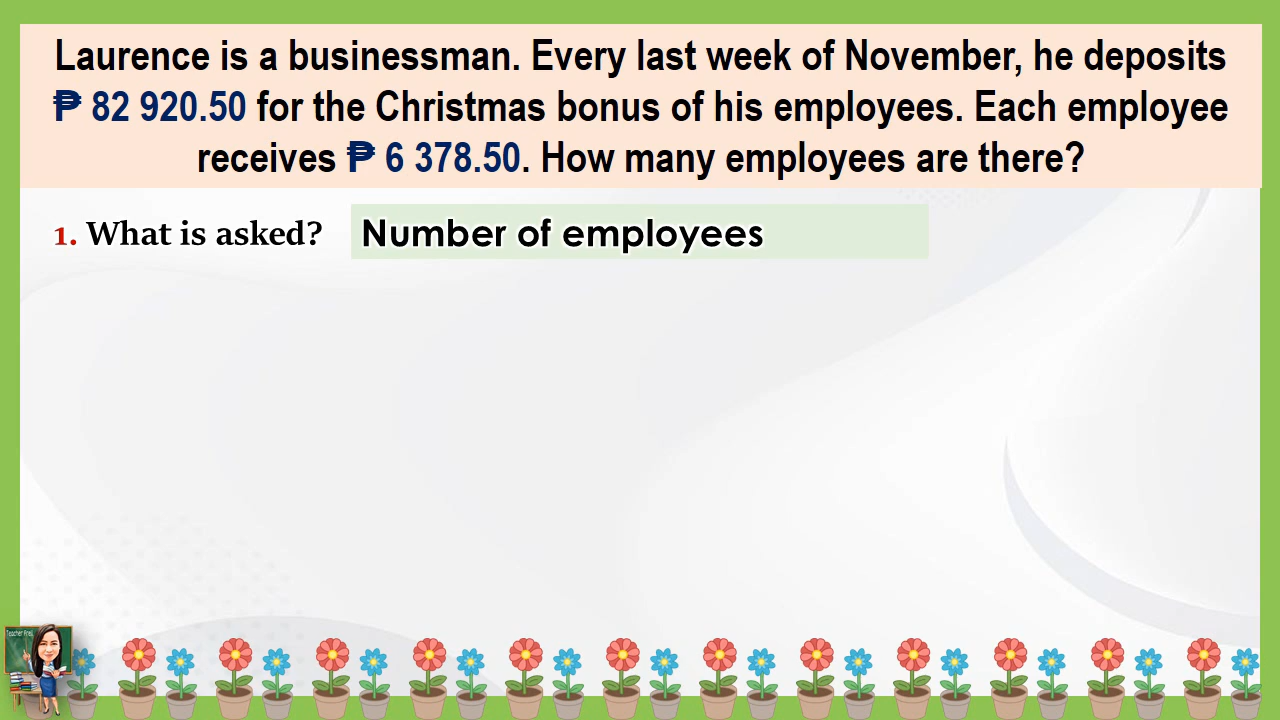 Laurence is a businessman. Every last week of November, he deposits
₱ 82 920.50 for the Christmas bonus of his employees. Each employee
receives ₱ 6 378.50. How many employees are there?
1. What is asked? Number of employees